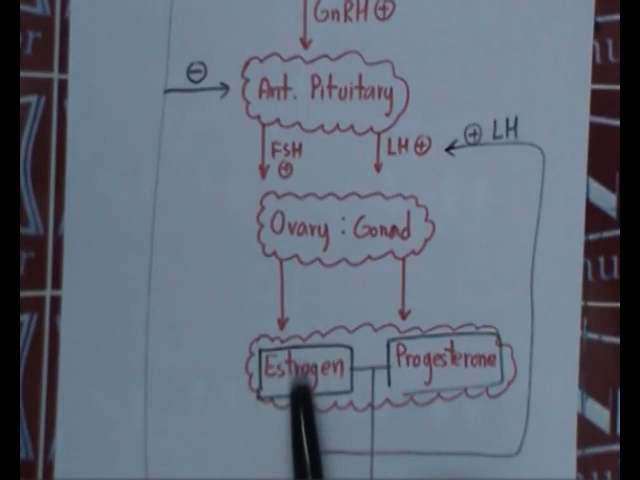 GnRH ⊕
⊖
Ant. Pituitary
FSH
⊕
LH ⊕
⊕ LH
Ovary : Gonad
Estrogen
Progesterone